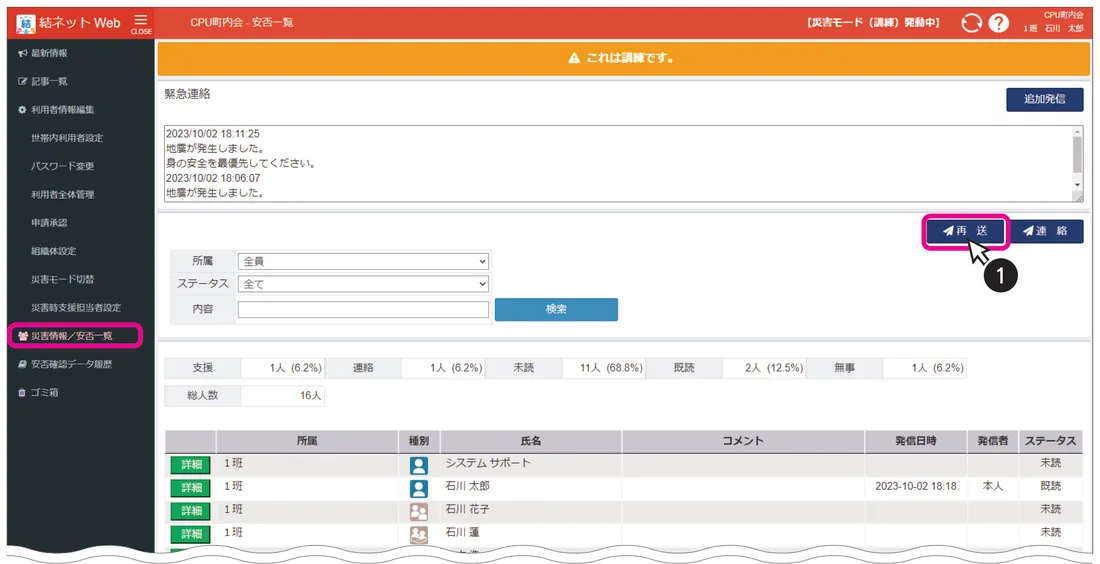 結 結ネット Web CLOSE
CPU町内会 - 安否一覧
【災害モード（訓練）発動中】
?
CPU町内会
1 班 石川 太郎
最新情報
記事一覧
利用者情報編集
世帯内利用者設定
パスワード変更
利用者全体管理
申請承認
組織体設定
災害モード切替
災害時支援担当者設定
災害情報／安否一覧
安否確認データ履歴
ゴミ箱
これは訓練です。
緊急連絡
追加発信
2023/10/02 18:11:25
地震が発生しました。
身の安全を最優先してください。
2023/10/02 18:06:07
地震が発生しました。
再 送
連 絡
1
所属 全員
ステータス 全て
内容 検索
支援 1人 (6.2%) 連絡 1人 (6.2%) 未読 11人 (68.8%) 既読 2人 (12.5%) 無事 1人 (6.2%)
総人数 16人
所属 種別 氏名 コメント 発信日時 発信者 ステータス
詳細 1 班 システム サポート 未読
詳細 1 班 石川 太郎 2023-10-02 18:18 本人 既読
詳細 1 班 石川 花子 未読
詳細 1 班 石川 蓮 未読